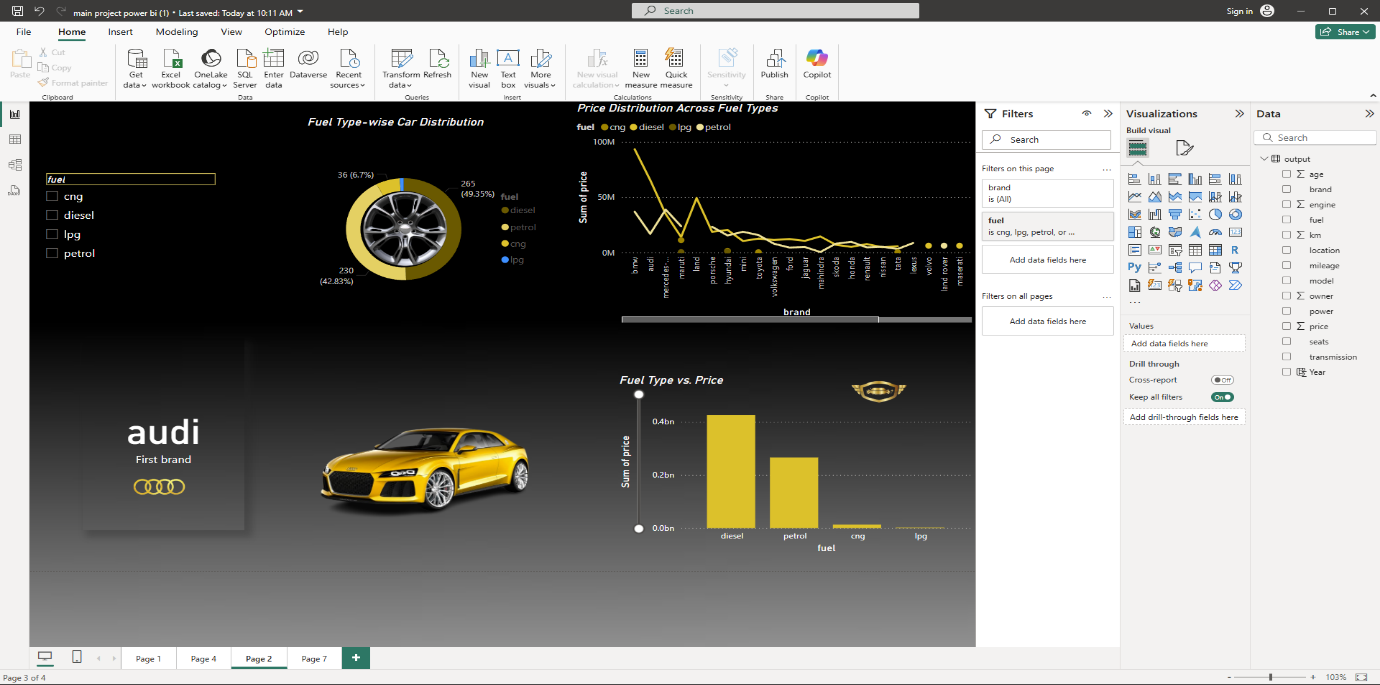 main project power bi (1) • Last saved: Today at 10:11 AM
Search
Sign in
File Home Insert Modeling View Optimize Help
Share
Paste
Cut
Copy
Format painter
Clipboard
Get data
Excel workbook
OneLake catalog
SQL Server
Enter data
Dataverse
Recent sources
Data
Transform data
Refresh
Queries
New visual
Text box
More visuals
Insert
New visual calculation
New measure
Quick measure
Calculations
Sensitivity
Sensitivity
Publish
Share
Copilot
Copilot
fuel
cng
diesel
lpg
petrol
Fuel Type-wise Car Distribution
36 (6.7%)
265 (49.35%)
230 (42.83%)
fuel
diesel
petrol
cng
lpg
Price Distribution Across Fuel Types
fuel cng diesel lpg petrol
Sum of price
100M
50M
0M
bmw
audi
mercedes-...
maruti
land
porsche
hyundai
mini
toyota
volkswagen
ford
jaguar
mahindra
skoda
honda
renault
nissan
tata
lexus
volvo
land rover
maserati
brand
audi
First brand
Fuel Type vs. Price
Sum of price
0.4bn
0.2bn
0.0bn
diesel petrol cng lpg
fuel
Filters
Search
Filters on this page
...
brand
is (All)
fuel
is cng, lpg, petrol, or ...
Add data fields here
Filters on all pages
...
Add data fields here
Visualizations
Build visual
R
Py
...
Values
Add data fields here
Drill through
Cross-report
Off
Keep all filters
On
Add drill-through fields here
Data
Search
output
age
brand
engine
fuel
km
location
mileage
model
owner
power
price
seats
transmission
Year
Page 1
Page 4
Page 2
Page 7
Page 3 of 4
103%